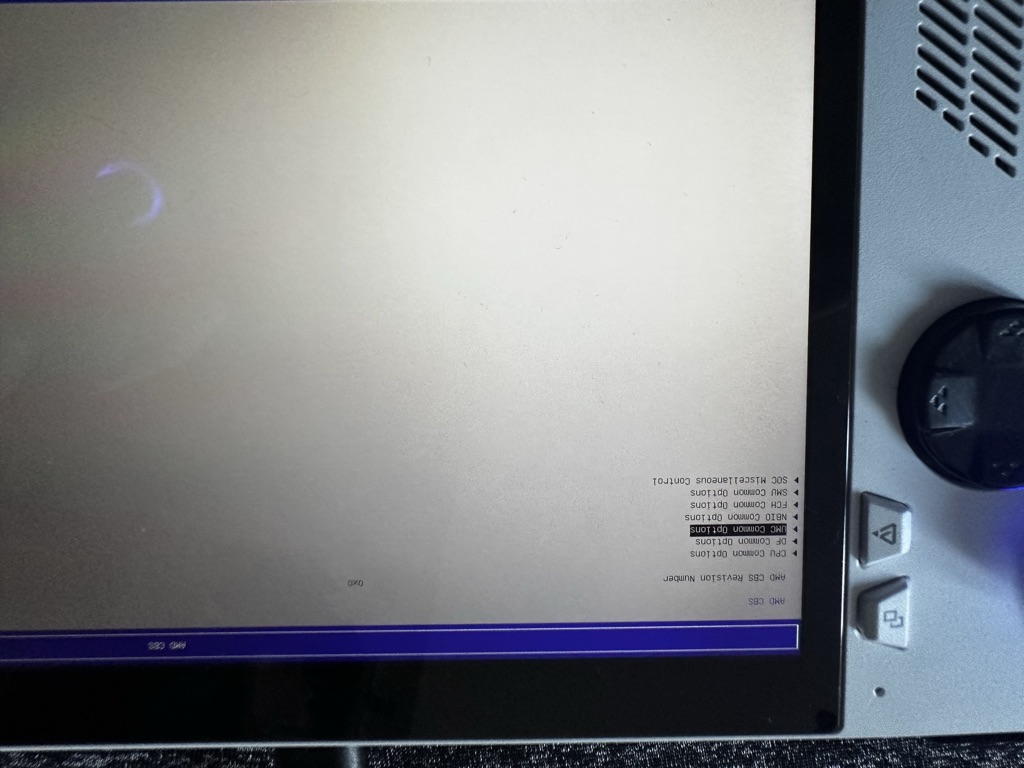 AMD CBS
AMD CBS
AMD CBS Revision Number 0x0
CPU Common Options
DF Common Options
UMC Common Options
NBIO Common Options
FCH Common Options
SMU Common Options
SOC Miscellaneous Control